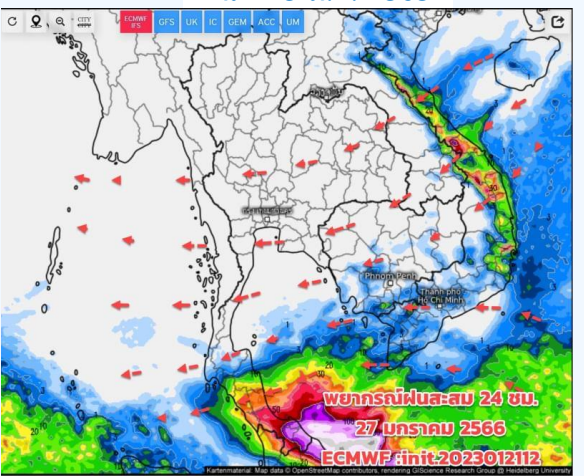 CITY
ECMWF IFS
GFS
UK
IC
GEM
ACC
UM
Phnom Penh
Thành phố
Hồ Chí Minh
พยากรณ์ฝนสะสม 24 ชม.
27 มกราคม 2566
ECMWF :init.2023012112
Kartenmaterial: Map data © OpenStreetMap contributors, rendering GIScience Research Group @ Heidelberg University